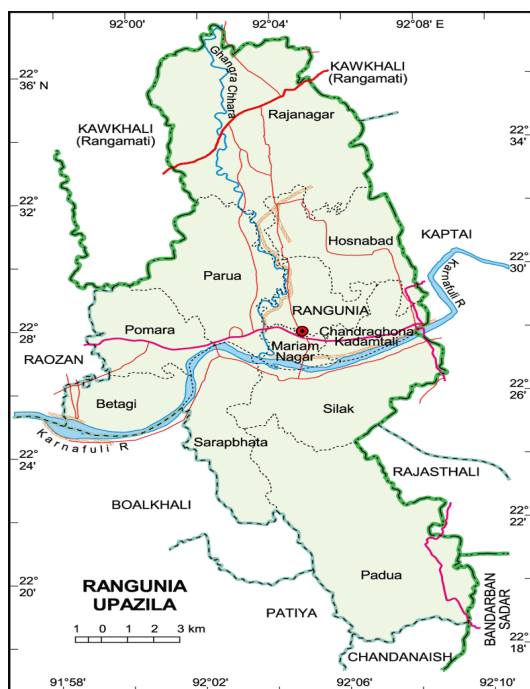 92° 00'
92° 04'
92° 08' E
22°
36' N
Ghangra Chhara
KAWKHALI
(Rangamati)
Rajanagar
22°
34'
KAWKHALI
(Rangamati)
22°
32'
Hosnabad
KAPTAI
22°
30'
Parua
Karnafuli R
RANGUNIA
22°
28'
Pomara
Chandraghona
Kadamtali
Mariam
Nagar
RAOZAN
22°
26'
Betagi
Silak
Karnafuli R
Sarapbhata
22°
24'
RAJASTHALI
BOALKHALI
22°
22'
Padua
22°
20'
RANGUNIA
UPAZILA
PATIYA
BANDARBAN
SADAR
1 0 1 2 3 km
22°
18'
CHANDANAISH
91°58'
92°02'
92°06'
92°10'